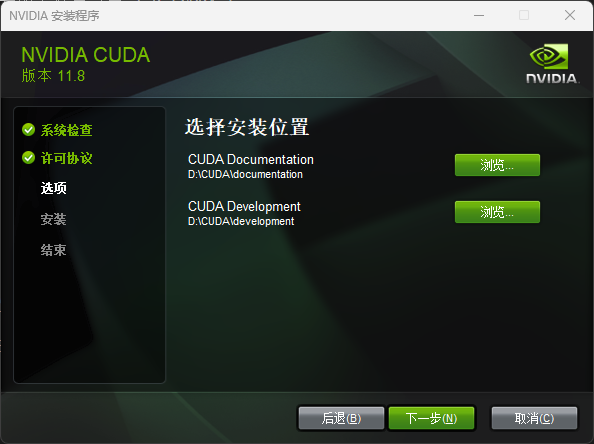 NVIDIA 安装程序
NVIDIA CUDA
版本 11.8
NVIDIA.
系统检查
许可协议
选项
安装
结束
选择安装位置
CUDA Documentation
D:\CUDA\documentation
浏览...
CUDA Development
D:\CUDA\development
浏览...
后退(B)
下一步(N)
取消(C)